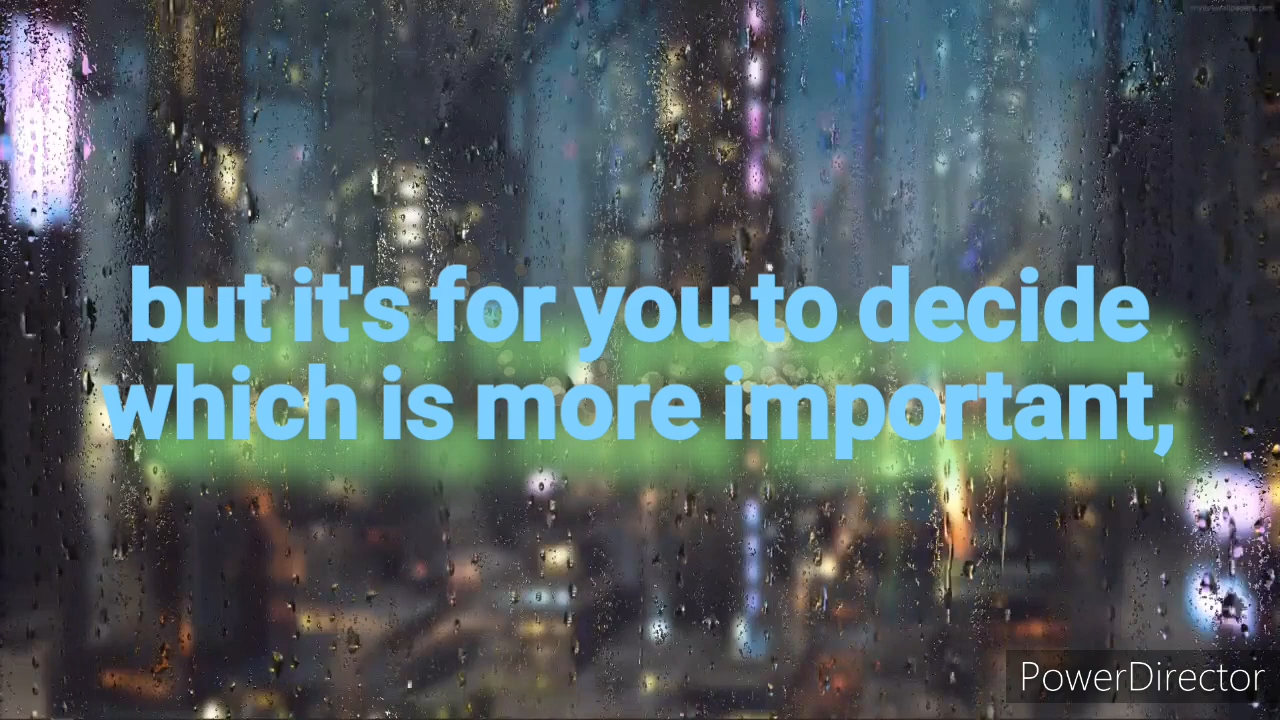 but it's for you to decide
which is more important,
PowerDirector